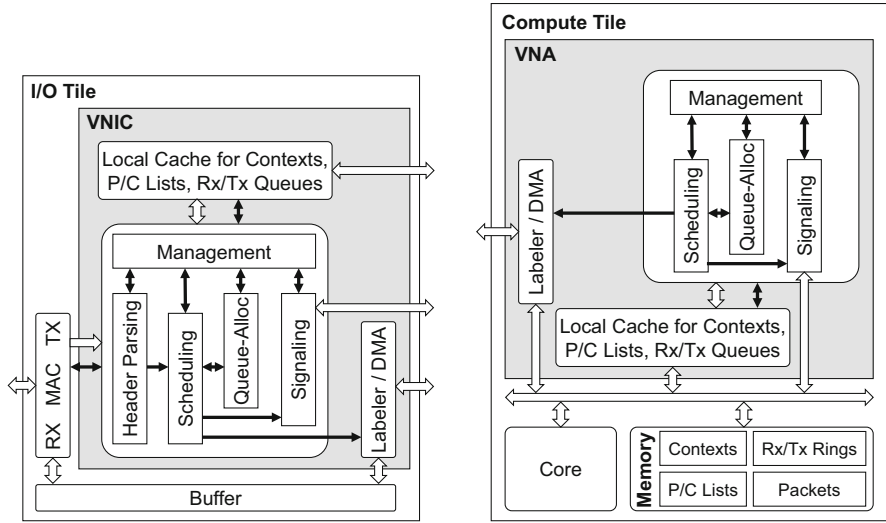 I/O Tile
VNIC
Local Cache for Contexts,
P/C Lists, Rx/Tx Queues
Management
Header Parsing
Scheduling
Queue-Alloc
Signaling
Labeler / DMA
RX MAC TX
Buffer
Compute Tile
VNA
Management
Labeler / DMA
Scheduling
Queue-Alloc
Signaling
Local Cache for Contexts,
P/C Lists, Rx/Tx Queues
Core
Memory
Contexts
Rx/Tx Rings
P/C Lists
Packets